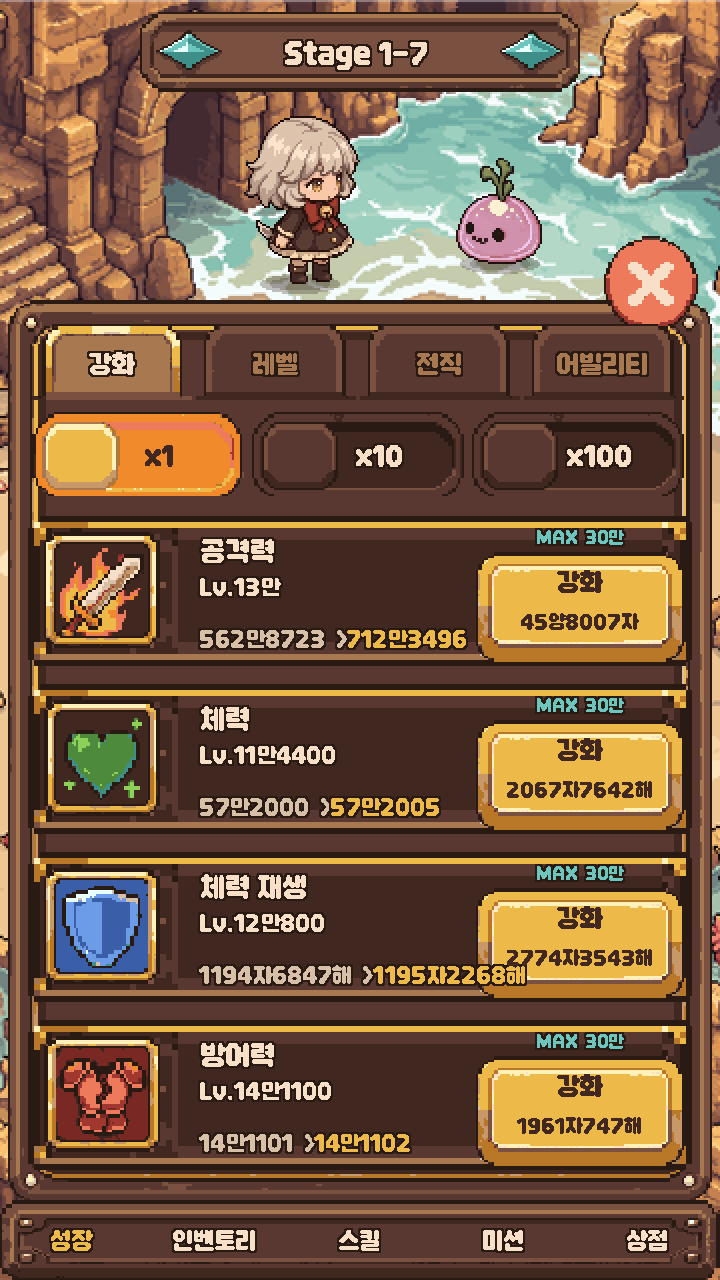 Stage 1-7
강화 레벨 전직 어빌리티
x1 x10 x100
공격력
Lv.13만
562만8723 >712만3496
MAX 30만
강화
45양8007자
체력
Lv.11만4400
57만2000 >57만2005
MAX 30만
강화
2067자7642해
체력 재생
Lv.12만800
1194자6847해 >1195자2268해
MAX 30만
강화
2774자3543해
방어력
Lv.14만1100
14만1101 >14만1102
MAX 30만
강화
1961자747해
성장 인벤토리 스킬 미션 상점